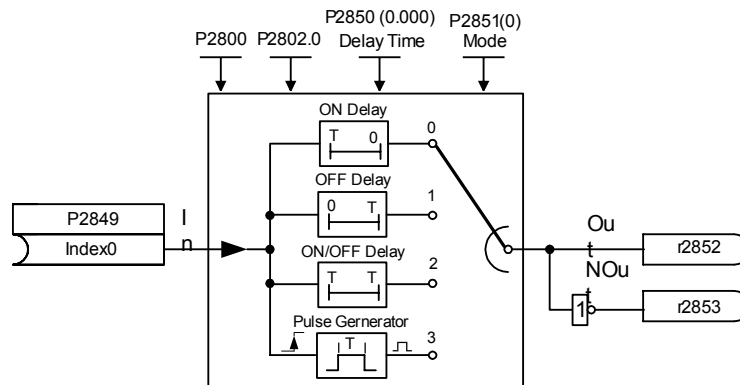 P2800 P2802.0 P2850 (0.000) P2851(0)
Delay Time Mode
ON Delay
T 0
0
OFF Delay
0 T
1
P2849
Index0
I
n
ON/OFF Delay
T T
2
Pulse Gernerator
T
3
Ou
t
NOu
t
r2852
1
r2853